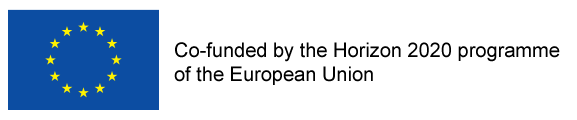 Co-funded by the Horizon 2020 programme
of the European Union